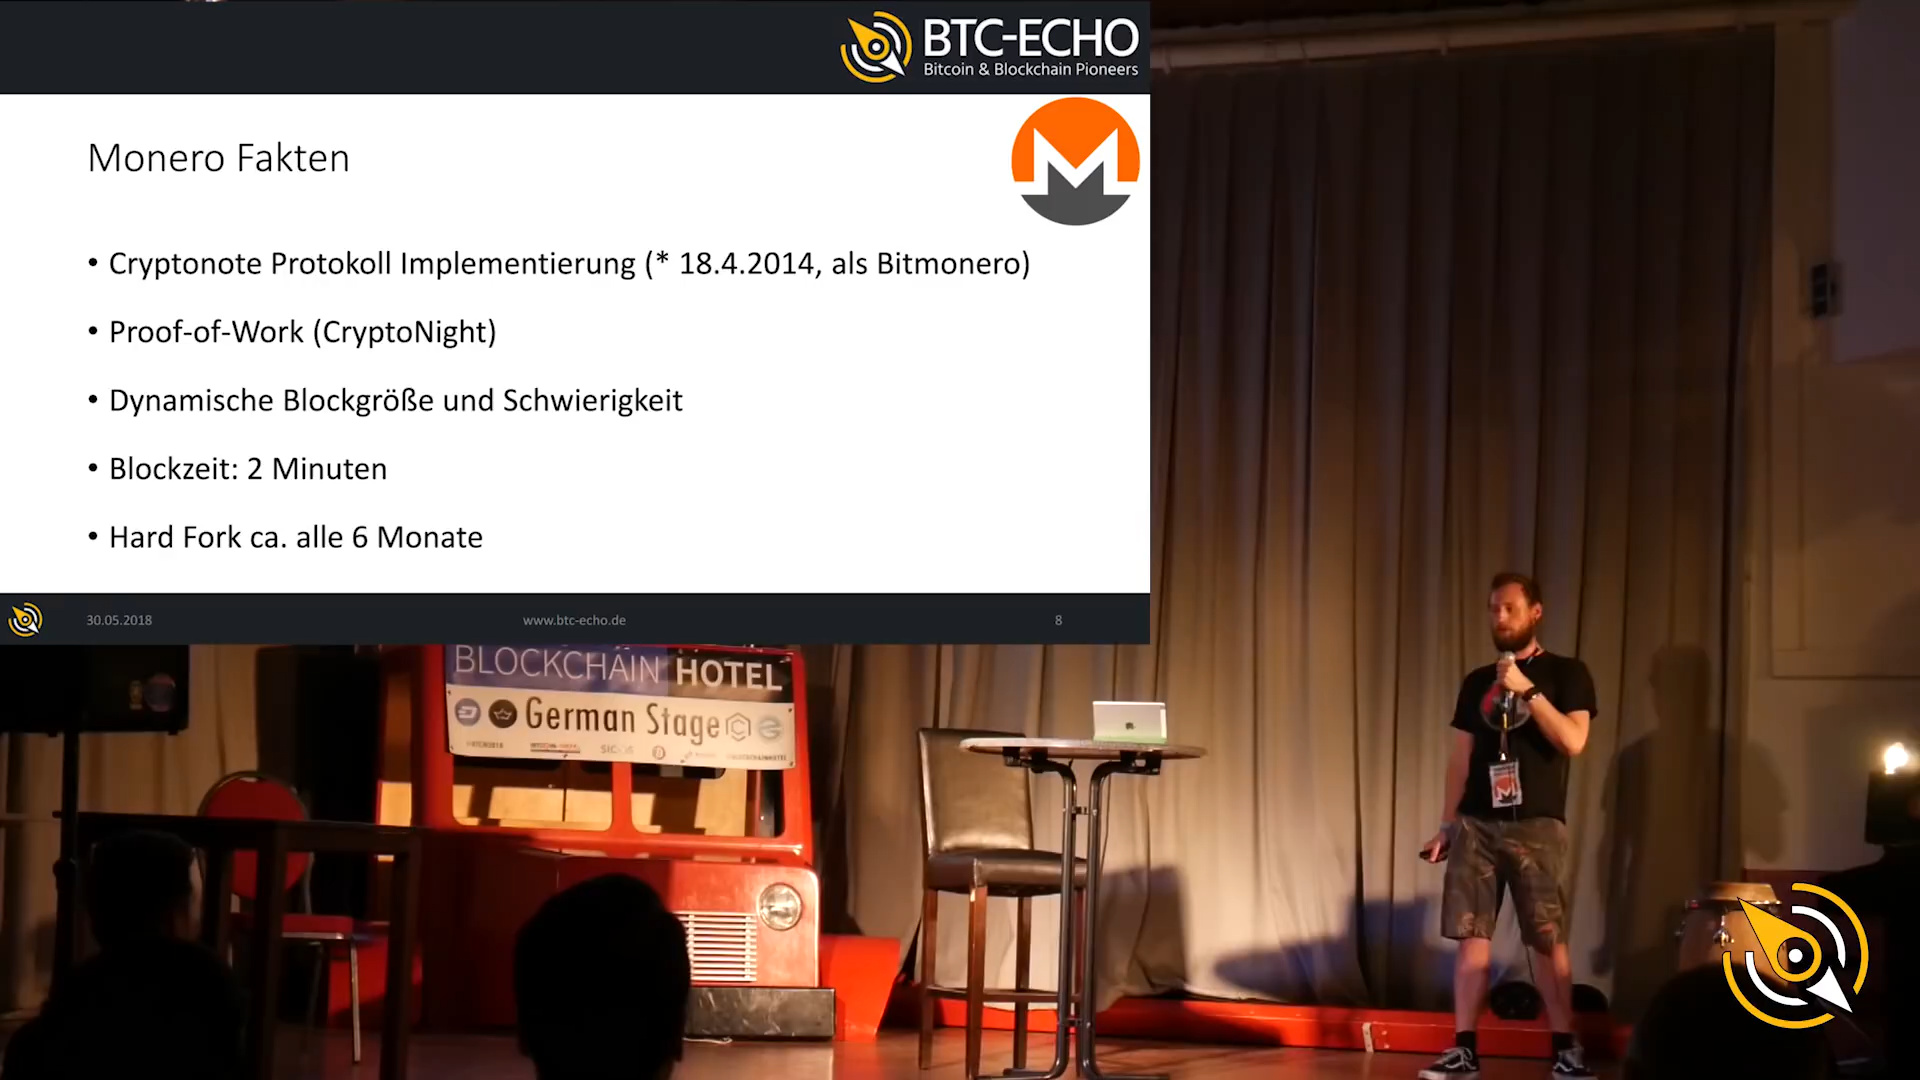 BTC-ECHO
Bitcoin & Blockchain Pioneers
Monero Fakten
• Cryptonote Protokoll Implementierung (* 18.4.2014, als Bitmonero)
• Proof-of-Work (CryptoNight)
• Dynamische Blockgröße und Schwierigkeit
• Blockzeit: 2 Minuten
• Hard Fork ca. alle 6 Monate
30.05.2018
www.btc-echo.de
8
BLOCKCHAIN HOTEL
German Stage